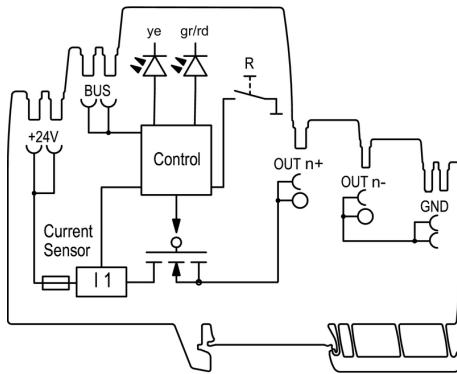 ye gr/rd
BUS
R
+24V
Control
OUT n+
OUT n-
GND
Current
Sensor
I 1